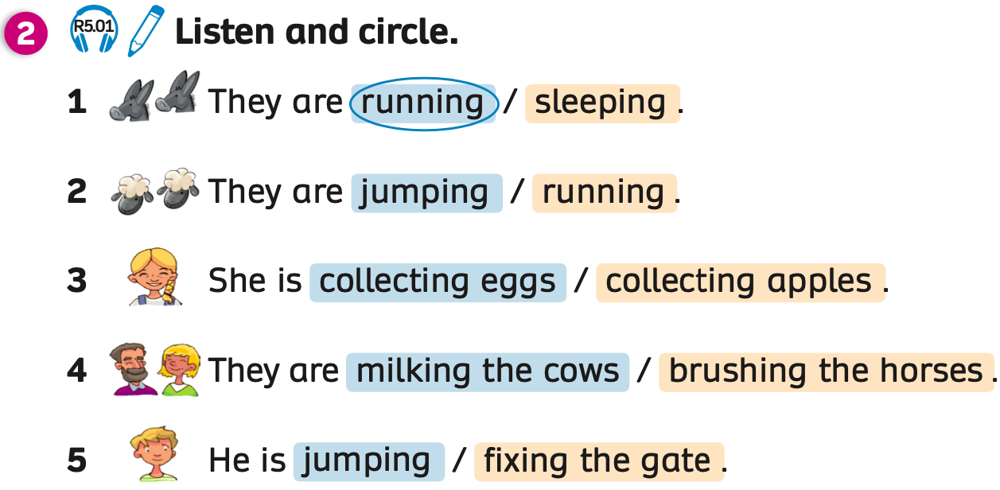 2 R5.01 Listen and circle.
1 They are running / sleeping .
2 They are jumping / running .
3 She is collecting eggs / collecting apples .
4 They are milking the cows / brushing the horses .
5 He is jumping / fixing the gate .